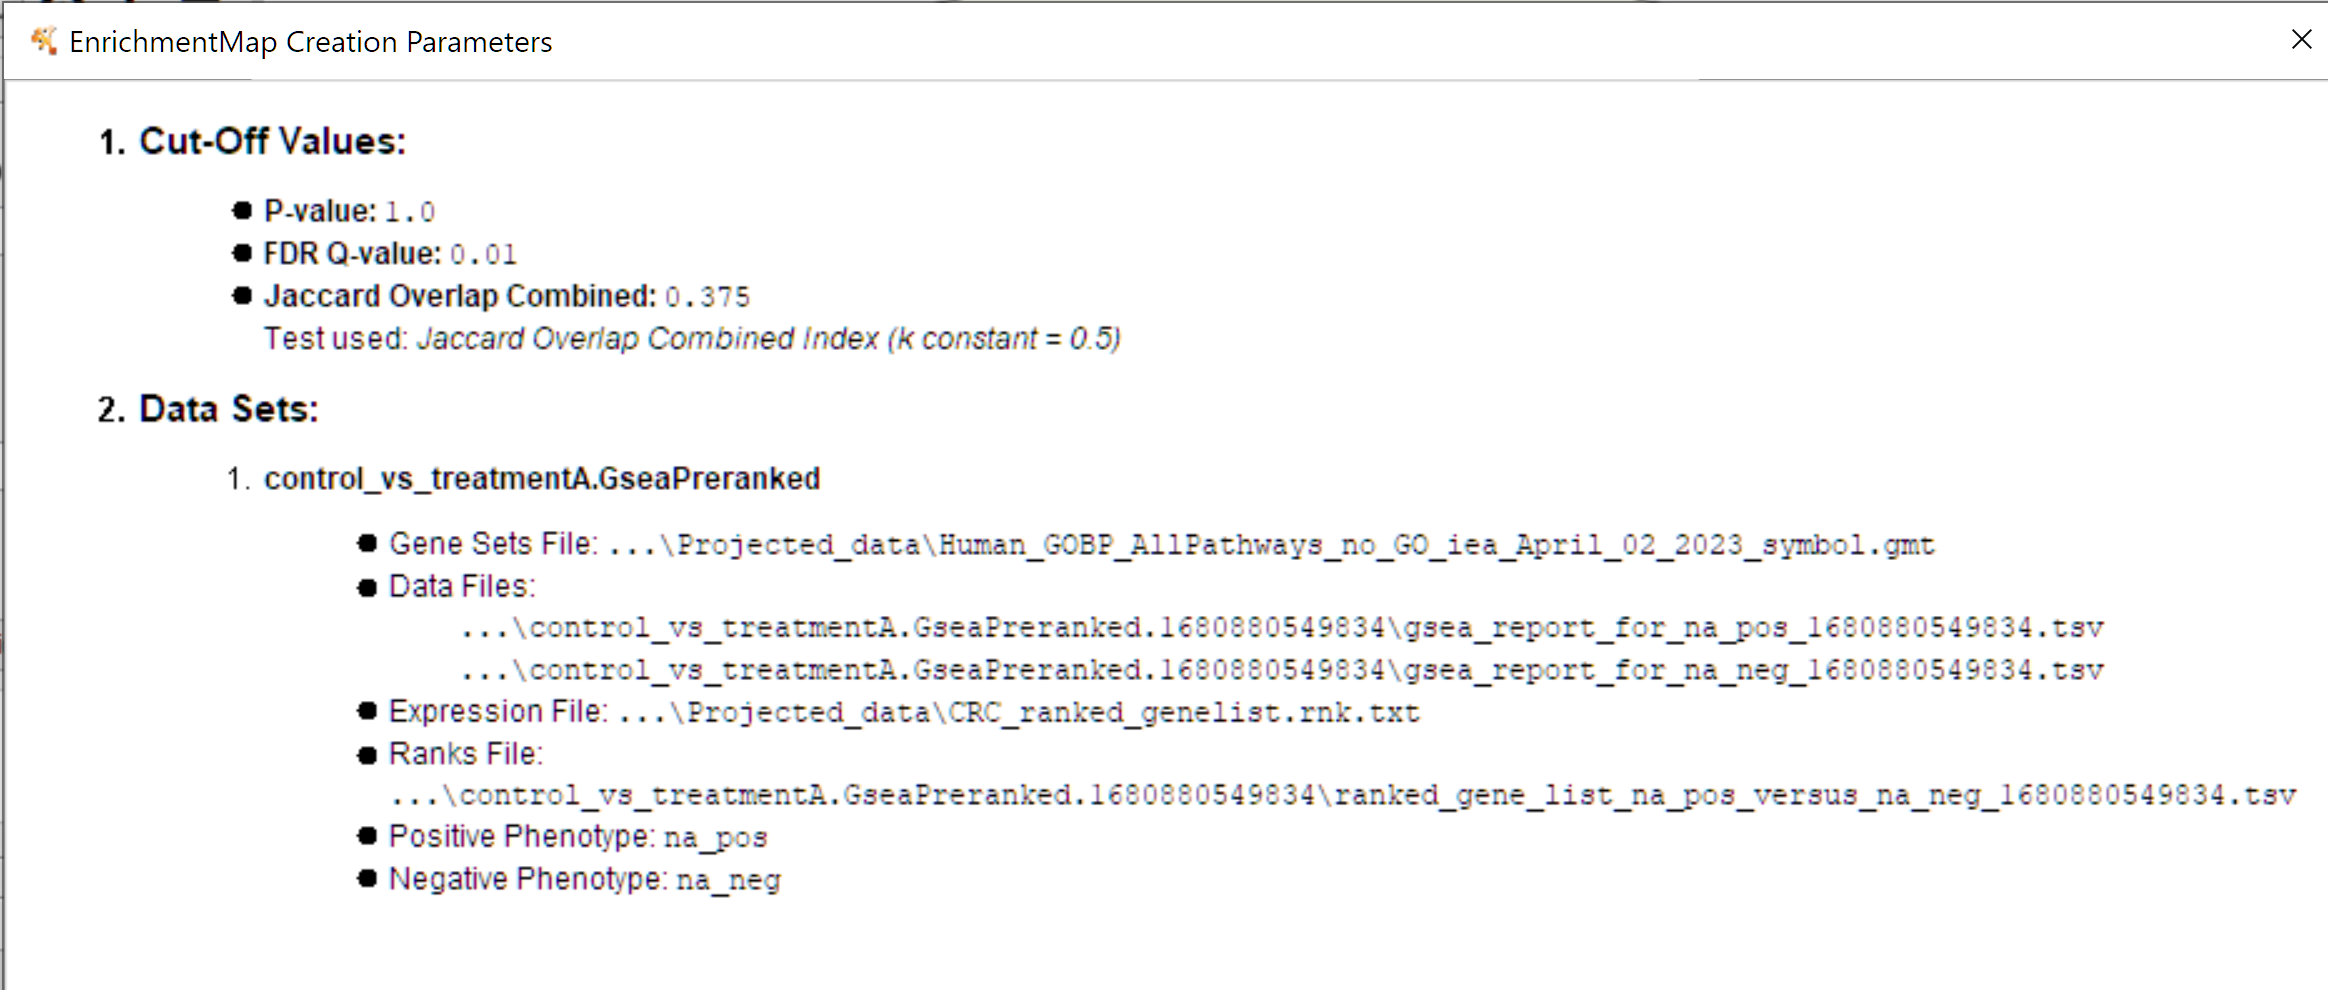 EnrichmentMap Creation Parameters
1. Cut-Off Values:
● P-value: 1.0
● FDR Q-value: 0.01
● Jaccard Overlap Combined: 0.375
Test used: Jaccard Overlap Combined Index (k constant = 0.5)
2. Data Sets:
1. control_vs_treatmentA.GseaPreranked
● Gene Sets File: ...\Projected_data\Human_GOBP_AllPathways_no_GO_iea_April_02_2023_symbol.gmt
● Data Files:
...\control_vs_treatmentA.GseaPreranked.1680880549834\gsea_report_for_na_pos_1680880549834.tsv
...\control_vs_treatmentA.GseaPreranked.1680880549834\gsea_report_for_na_neg_1680880549834.tsv
● Expression File: ...\Projected_data\CRC_ranked_genelist.rnk.txt
● Ranks File:
...\control_vs_treatmentA.GseaPreranked.1680880549834\ranked_gene_list_na_pos_versus_na_neg_1680880549834.tsv
● Positive Phenotype: na_pos
● Negative Phenotype: na_neg